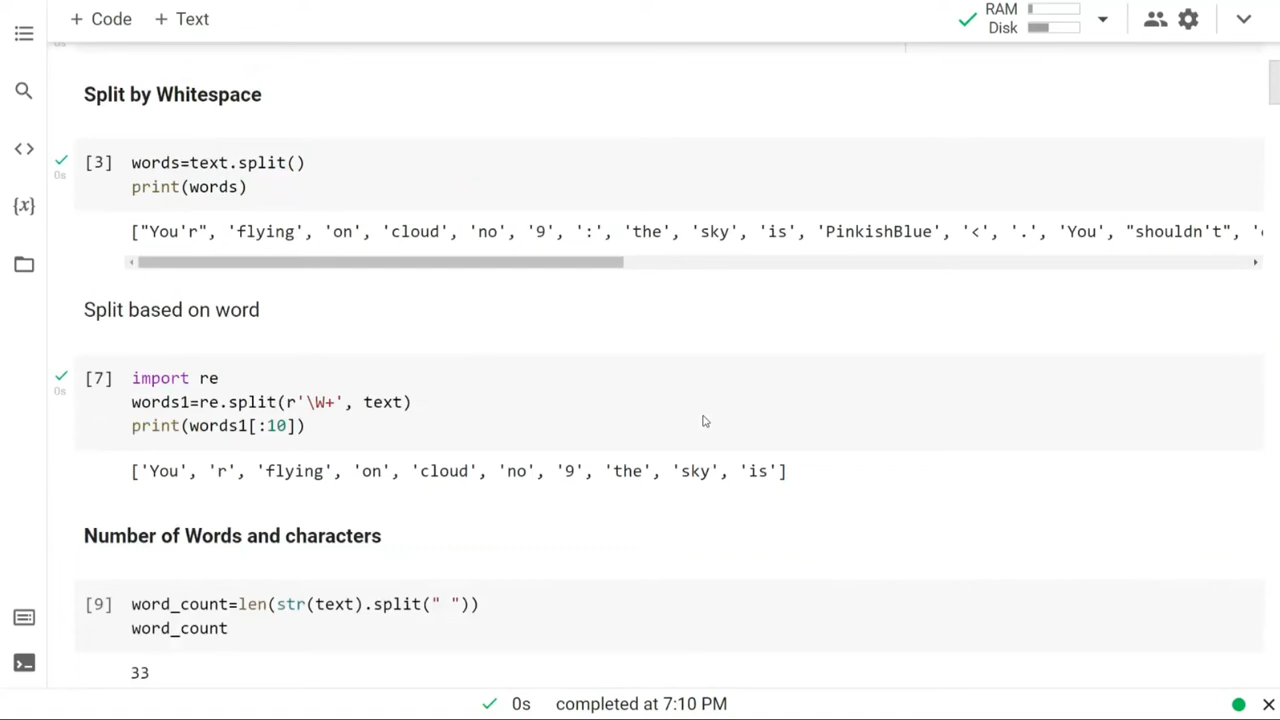 + Code + Text
RAM
Disk
0s
Split by Whitespace
[3] words=text.split()
0s
print(words)
["You'r", 'flying', 'on', 'cloud', 'no', '9', ':', 'the', 'sky', 'is', 'PinkishBlue', '<', '.', 'You', "shouldn't",
Split based on word
[7] import re
0s
words1=re.split(r'\W+', text)
print(words1[:10])
['You', 'r', 'flying', 'on', 'cloud', 'no', '9', 'the', 'sky', 'is']
Number of Words and characters
[9] word_count=len(str(text).split(" "))
word_count
33
0s completed at 7:10 PM